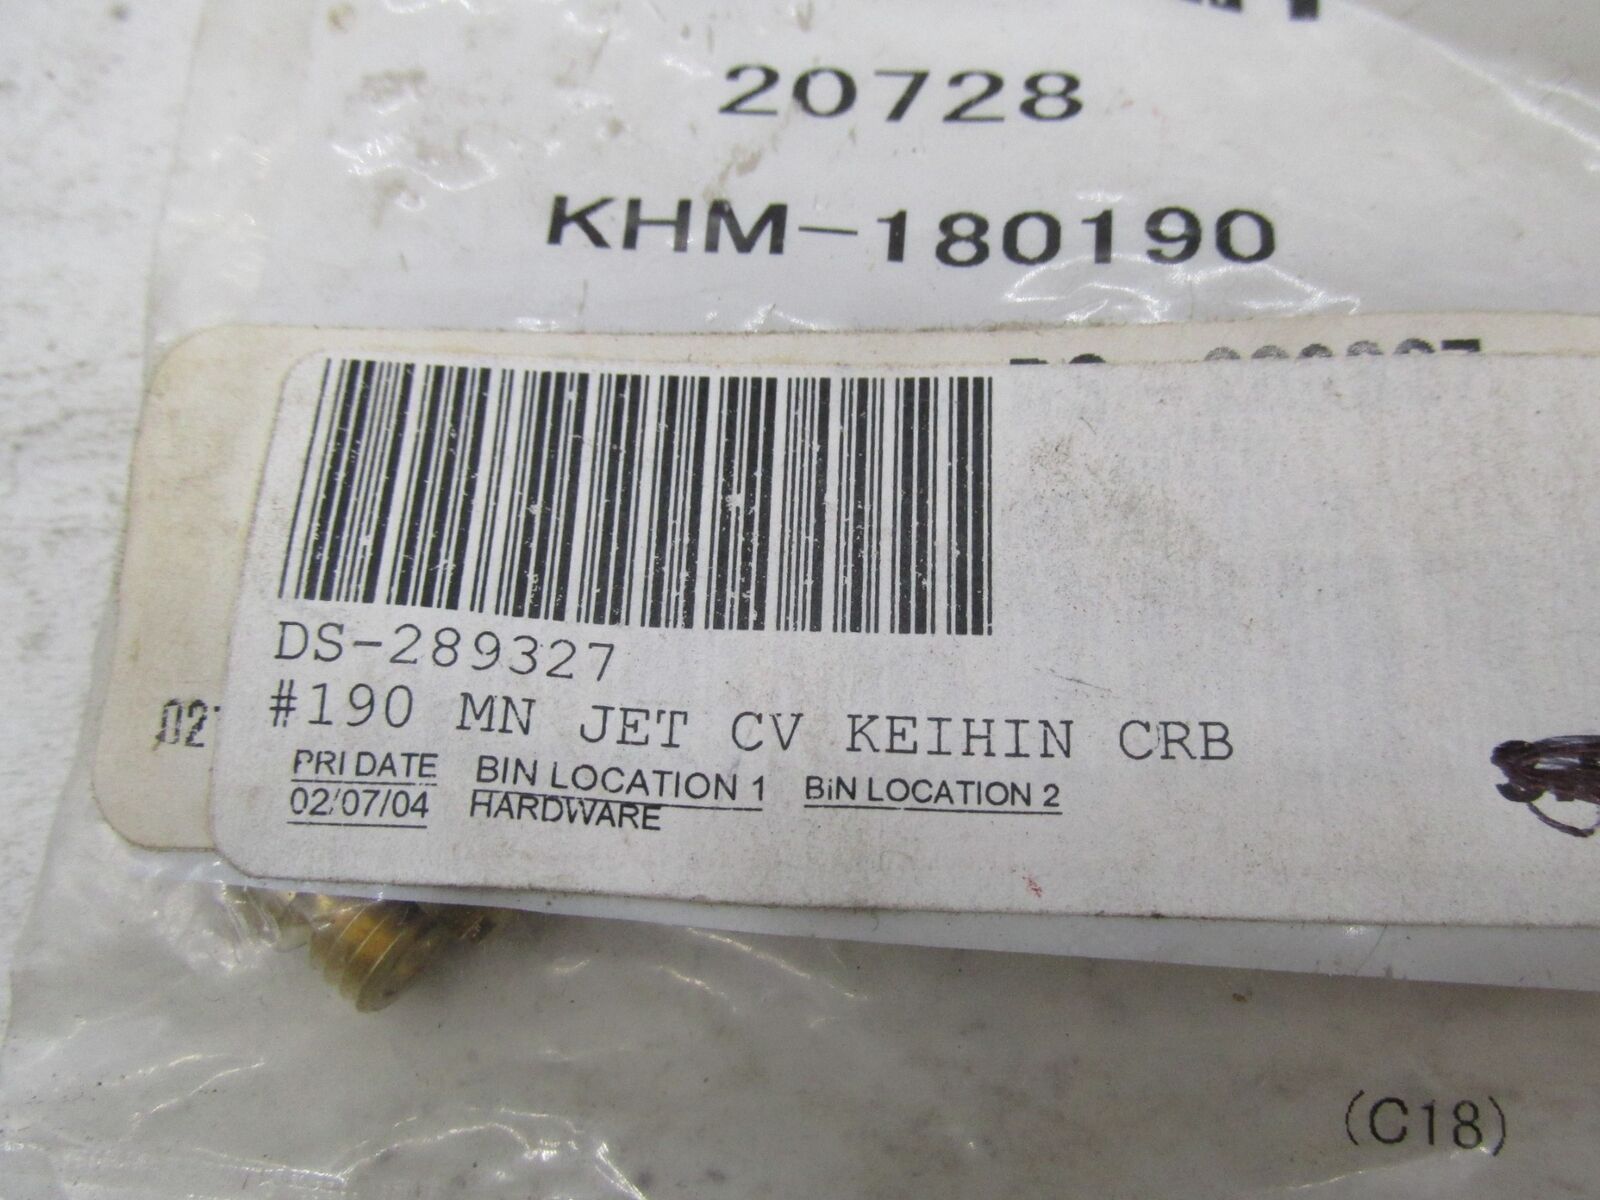 20728
KHM-180190
DS-289327
#190 MN JET CV KEIHIN CRB
PRI DATE BIN LOCATION 1 BiN LOCATION 2
02/07/04 HARDWARE
02
(C18)